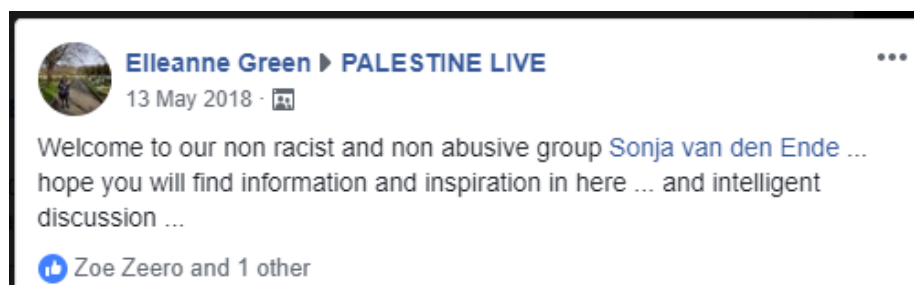 Elleanne Green ▶ PALESTINE LIVE
13 May 2018 ·
Welcome to our non racist and non abusive group Sonja van den Ende ...
hope you will find information and inspiration in here ... and intelligent
discussion ...
Zoe Zeero and 1 other